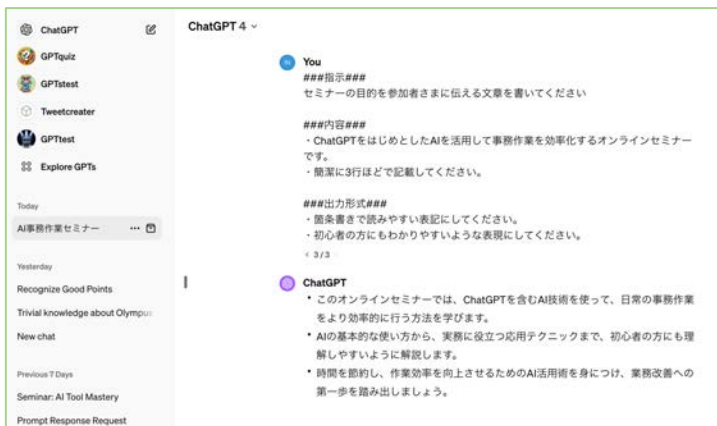 ChatGPT
GPTquiz
GPTstest
Tweetcreater
GPTtest
Explore GPTs
Today
AI事務作業セミナー
Yesterday
Recognize Good Points
Trivial knowledge about Olympus
New chat
Previous 7 Days
Seminar: AI Tool Mastery
Prompt Response Request
ChatGPT 4
You
###指示###
セミナーの目的を参加者さまに伝える文章を書いてください
###内容###
・ChatGPTをはじめとしたAIを活用して事務作業を効率化するオンラインセミナー
です。
・簡潔に3行ほどで記載してください。
###出力形式###
・箇条書きで読みやすい表記にしてください。
・初心者の方にもわかりやすいような表現にしてください。
< 3 / 3
ChatGPT
• このオンラインセミナーでは、ChatGPTを含むAI技術を使って、日常の事務作業
をより効率的に行う方法を学びます。
• AIの基本的な使い方から、実務に役立つ応用テクニックまで、初心者の方にも理
解しやすいように解説します。
• 時間を節約し、作業効率を向上させるためのAI活用術を身につけ、業務改善への
第一歩を踏み出しましょう。